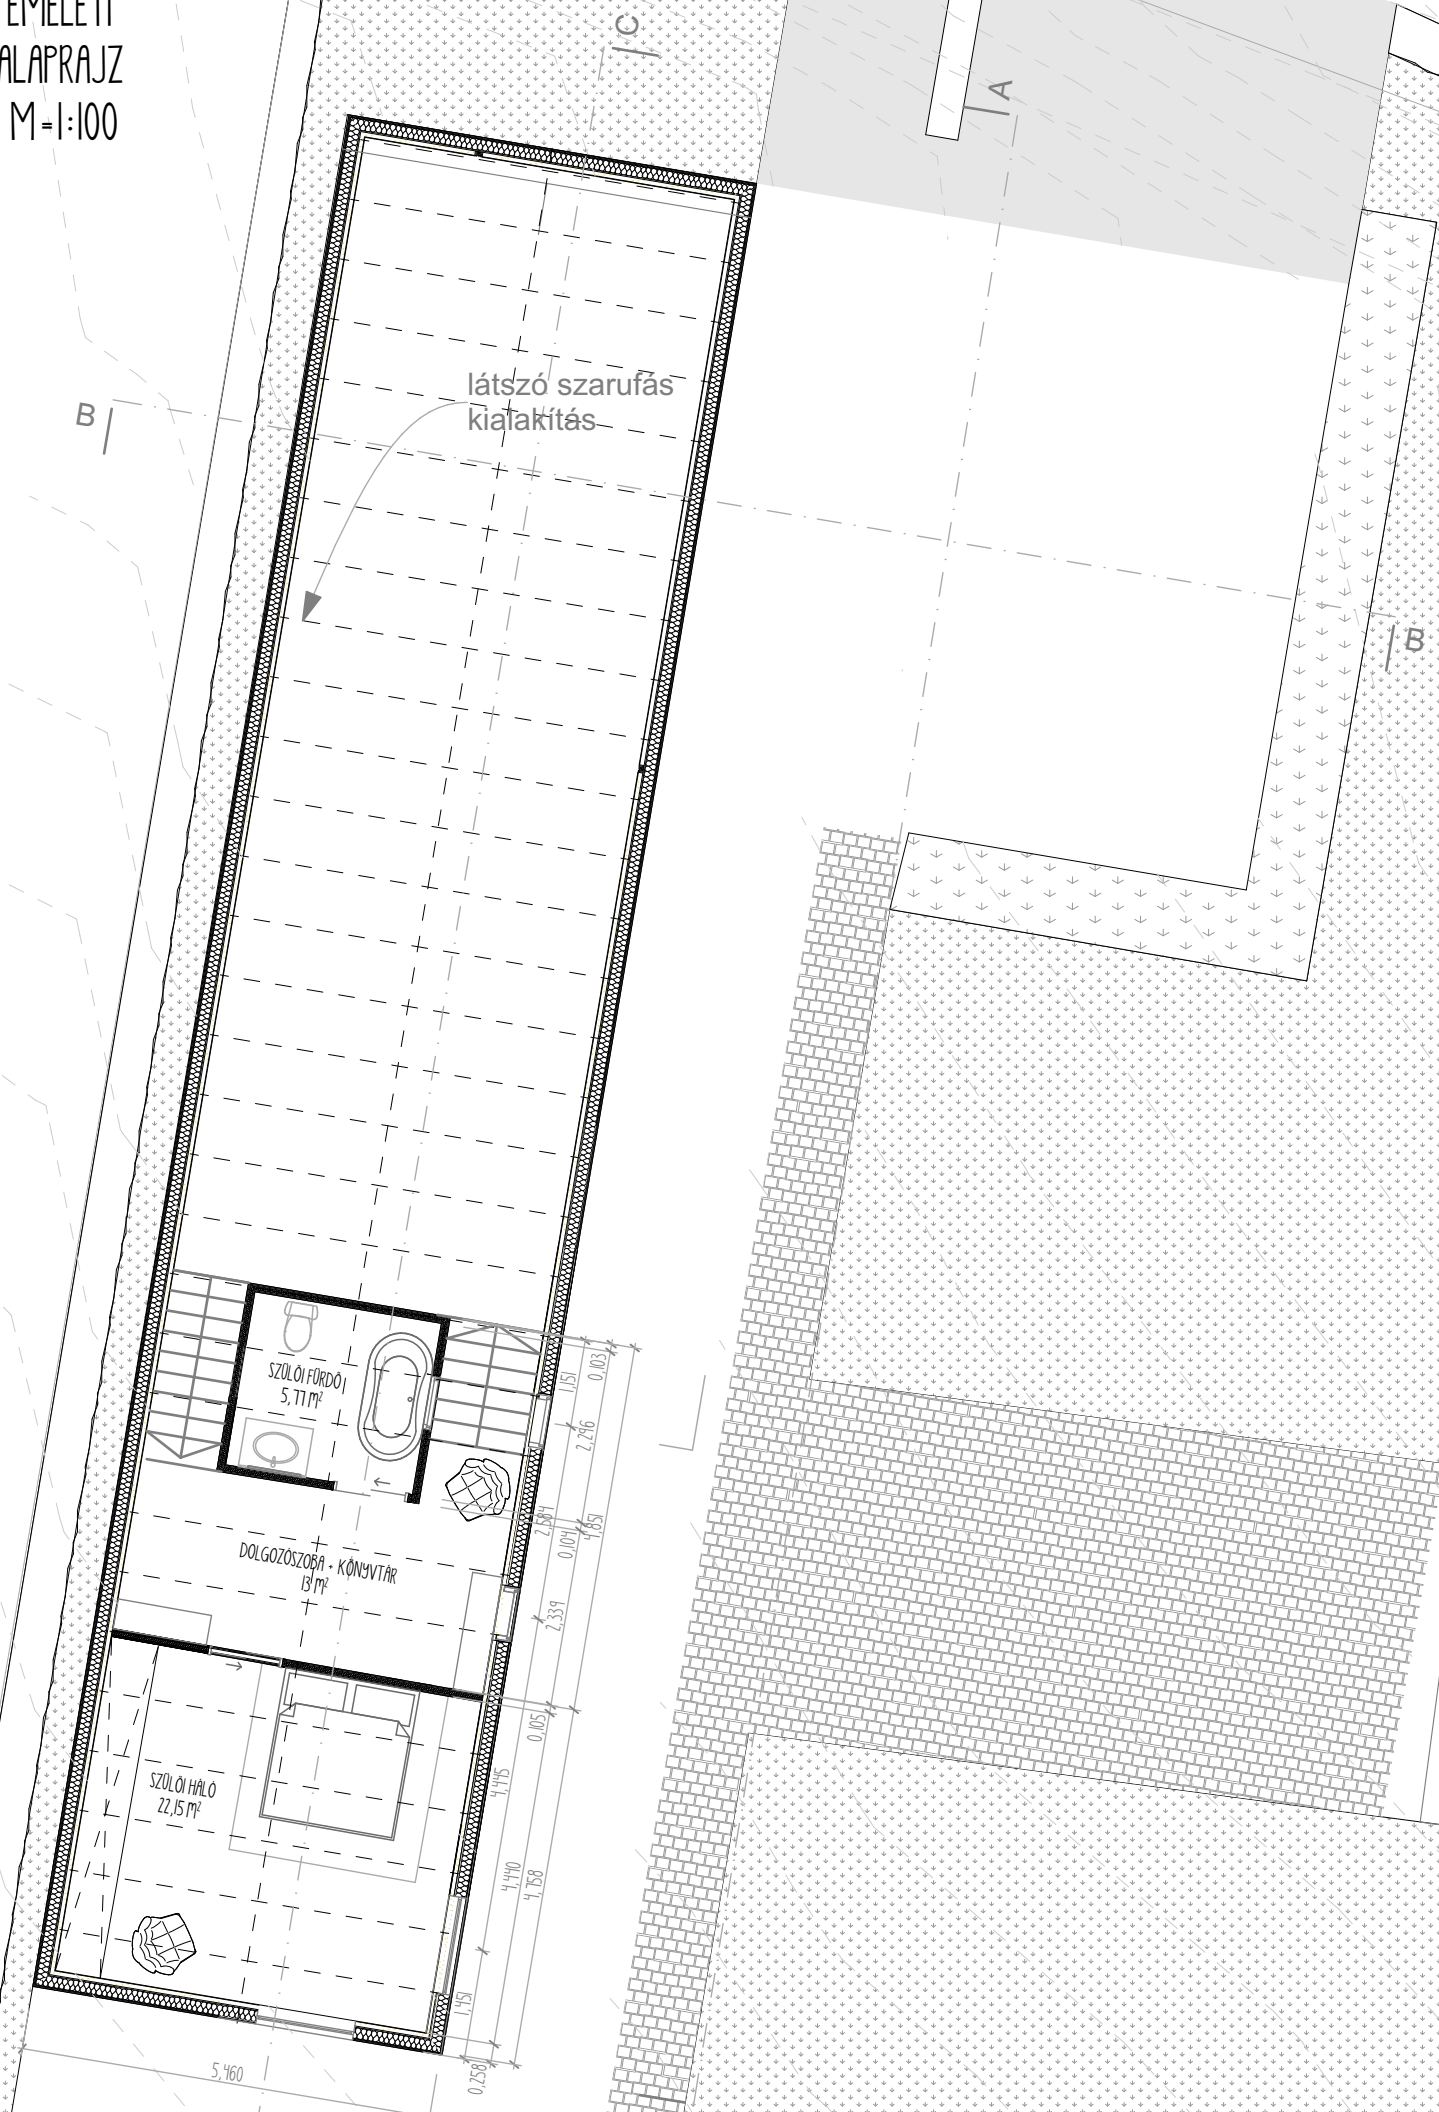 EMELETI
ALAPRAJZ
M=1:100
C
A
B
látszó szarufás
kialakítás
B
SZÜLŐI FÜRDŐ
5,77 m²
DOLGOZÓSZOBA + KÖNYVTÁR
13 m²
SZÜLŐI HÁLÓ
22,15 m²
1,151
0,103
2,296
2,584
0,104
4,851
2,339
0,105
4,445
4,440
4,758
1,451
0,258
5,460